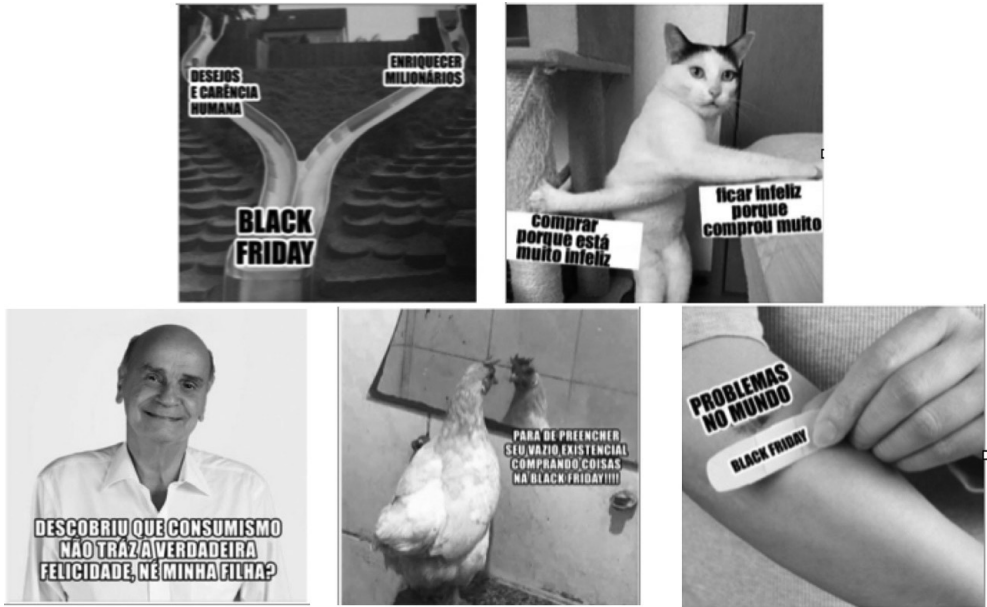 DESEJOS
E CARÊNCIA
HUMANA
ENRIQUECER
MILIONÁRIOS
BLACK
FRIDAY
comprar
porque está
muito infeliz
ficar infeliz
porque
comprou muito
DESCOBRIU QUE CONSUMISMO
NÃO TRÁZ A VERDADEIRA
FELICIDADE, NÉ MINHA FILHA?
PARA DE PREENCHER
SEU VAZIO EXISTENCIAL
COMPRANDO COISAS
NA BLACK FRIDAY!!!!
PROBLEMAS
NO MUNDO
BLACK FRIDAY